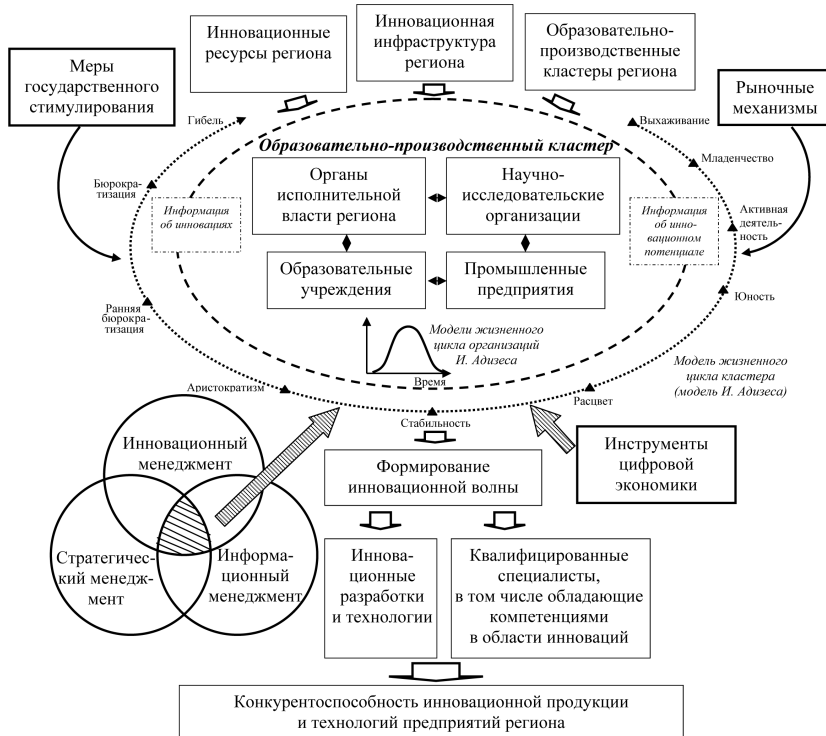 Инновационные
ресурсы региона
Инновационная
инфраструктура
региона
Образовательно-
производственные
кластеры региона
Меры
государственного
стимулирования
Рыночные
механизмы
Гибель
Выхаживание
Образовательно-производственный кластер
Младенчество
Бюрокра-
тизация
Органы
исполнительной
власти региона
Научно-
исследовательские
организации
Информация
об инновациях
Информация
об инно-
вационном
потенциале
Активная
деятель-
ность
Образовательные
учреждения
Промышленные
предприятия
Юность
Ранняя
бюрокра-
тизация
Модели жизненного
цикла организаций
И. Адизеса
Время
Модель жизненного
цикла кластера
(модель И. Адизеса)
Аристократизм
Расцвет
Стабильность
Инновационный
менеджмент
Стратегичес-
кий менедж-
мент
Информа-
ционный
менеджмент
Формирование
инновационной волны
Инструменты
цифровой
экономики
Иннова-
ционные
разработки
и технологии
Квалифицированные
специалисты,
в том числе обладающие
компетенциями
в области инноваций
Конкурентоспособность инновационной продукции
и технологий предприятий региона